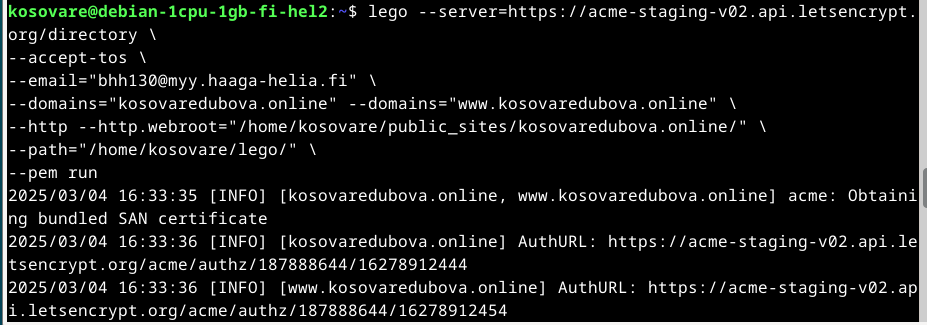 kosovare@debian-1cpu-1gb-fi-hel2:~$ lego --server=https://acme-staging-v02.api.letsencrypt.
org/directory \
--accept-tos \
--email="bhh130@myy.haaga-helia.fi" \
--domains="kosovaredubova.online" --domains="www.kosovaredubova.online" \
--http --http.webroot="/home/kosovare/public_sites/kosovaredubova.online/" \
--path="/home/kosovare/lego/" \
--pem run
2025/03/04 16:33:35 [INFO] [kosovaredubova.online, www.kosovaredubova.online] acme: Obtaini
ng bundled SAN certificate
2025/03/04 16:33:36 [INFO] [kosovaredubova.online] AuthURL: https://acme-staging-v02.api.le
tsencrypt.org/acme/authz/187888644/16278912444
2025/03/04 16:33:36 [INFO] [www.kosovaredubova.online] AuthURL: https://acme-staging-v02.ap
i.letsencrypt.org/acme/authz/187888644/16278912454